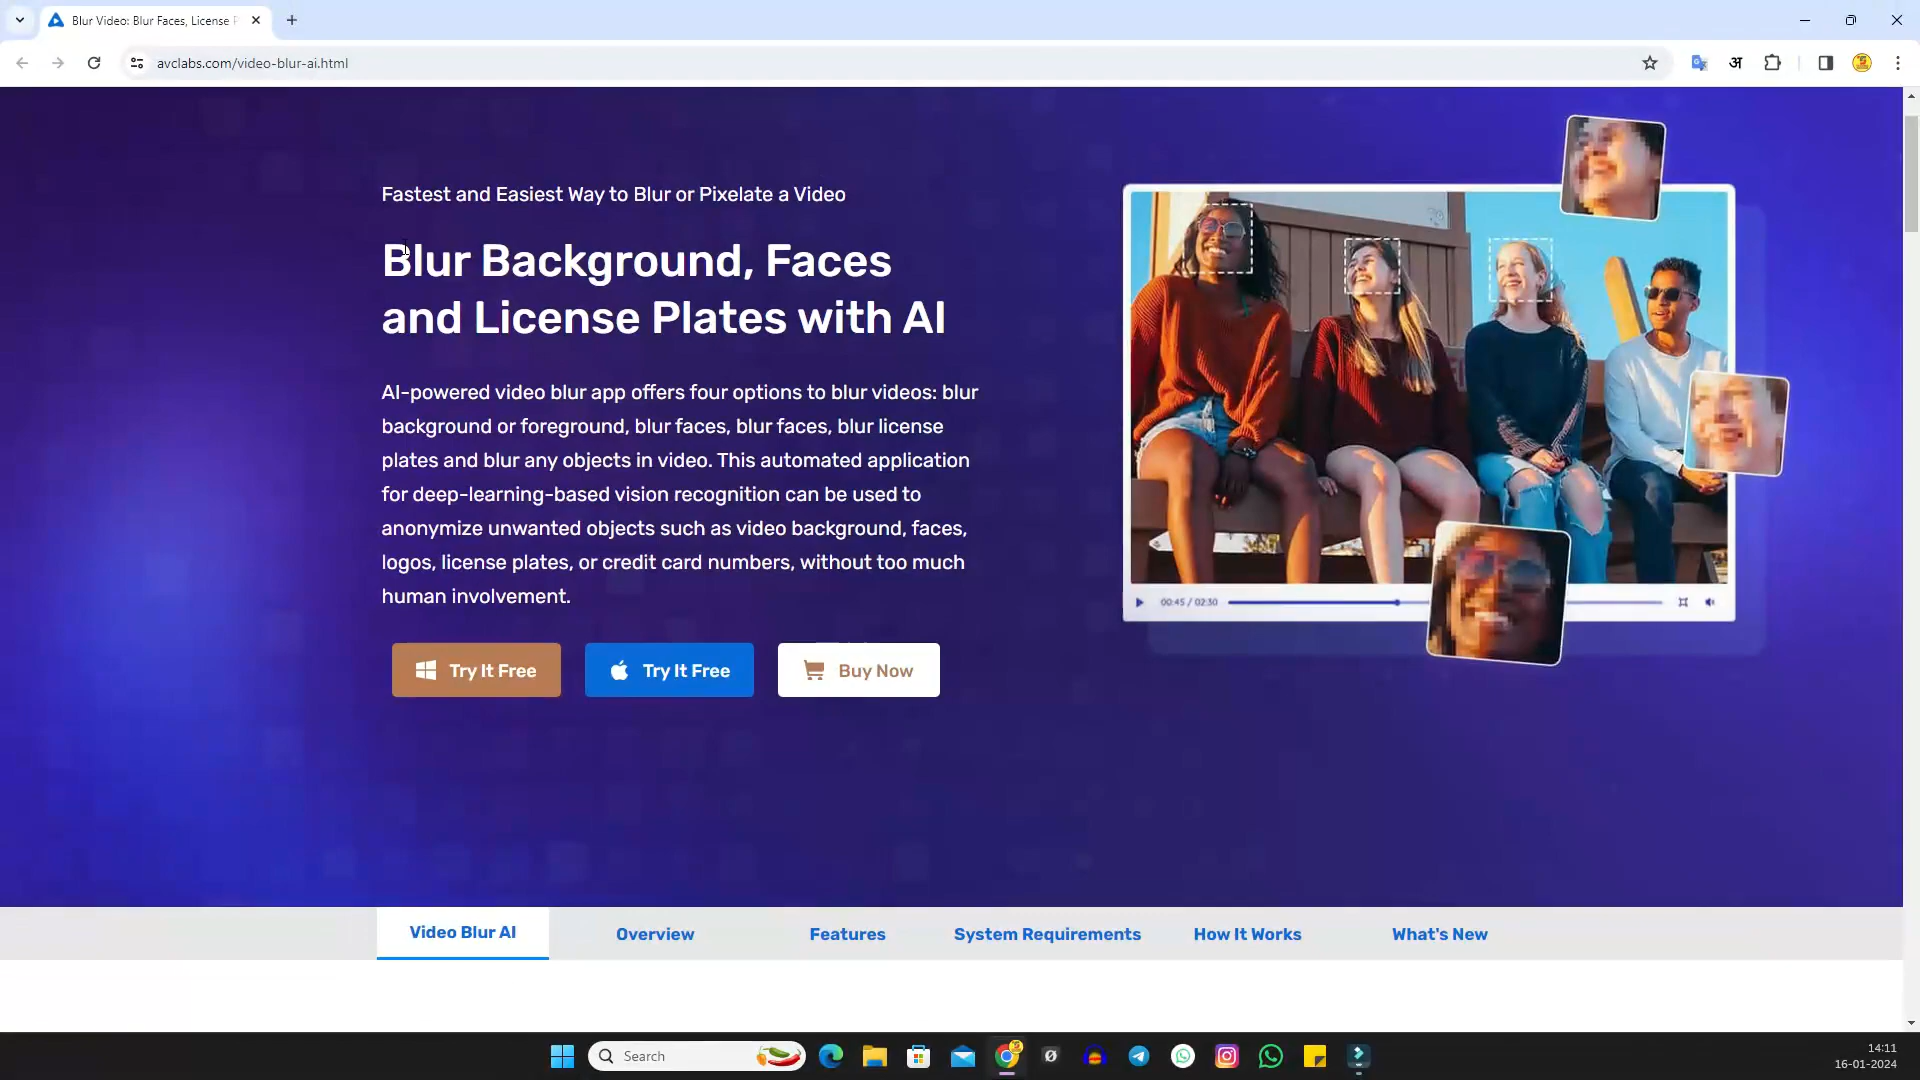 Blur Video: Blur Faces, License P
avclabs.com/video-blur-ai.html
अ
Fastest and Easiest Way to Blur or Pixelate a Video
Blur Background, Faces
and License Plates with AI
AI-powered video blur app offers four options to blur videos: blur
background or foreground, blur faces, blur faces, blur license
plates and blur any objects in video. This automated application
for deep-learning-based vision recognition can be used to
anonymize unwanted objects such as video background, faces,
logos, license plates, or credit card numbers, without too much
human involvement.
Try It Free
Try It Free
Buy Now
00:45 / 02:30
Video Blur AI
Overview
Features
System Requirements
How It Works
What's New
Search
14:11
16-01-2024